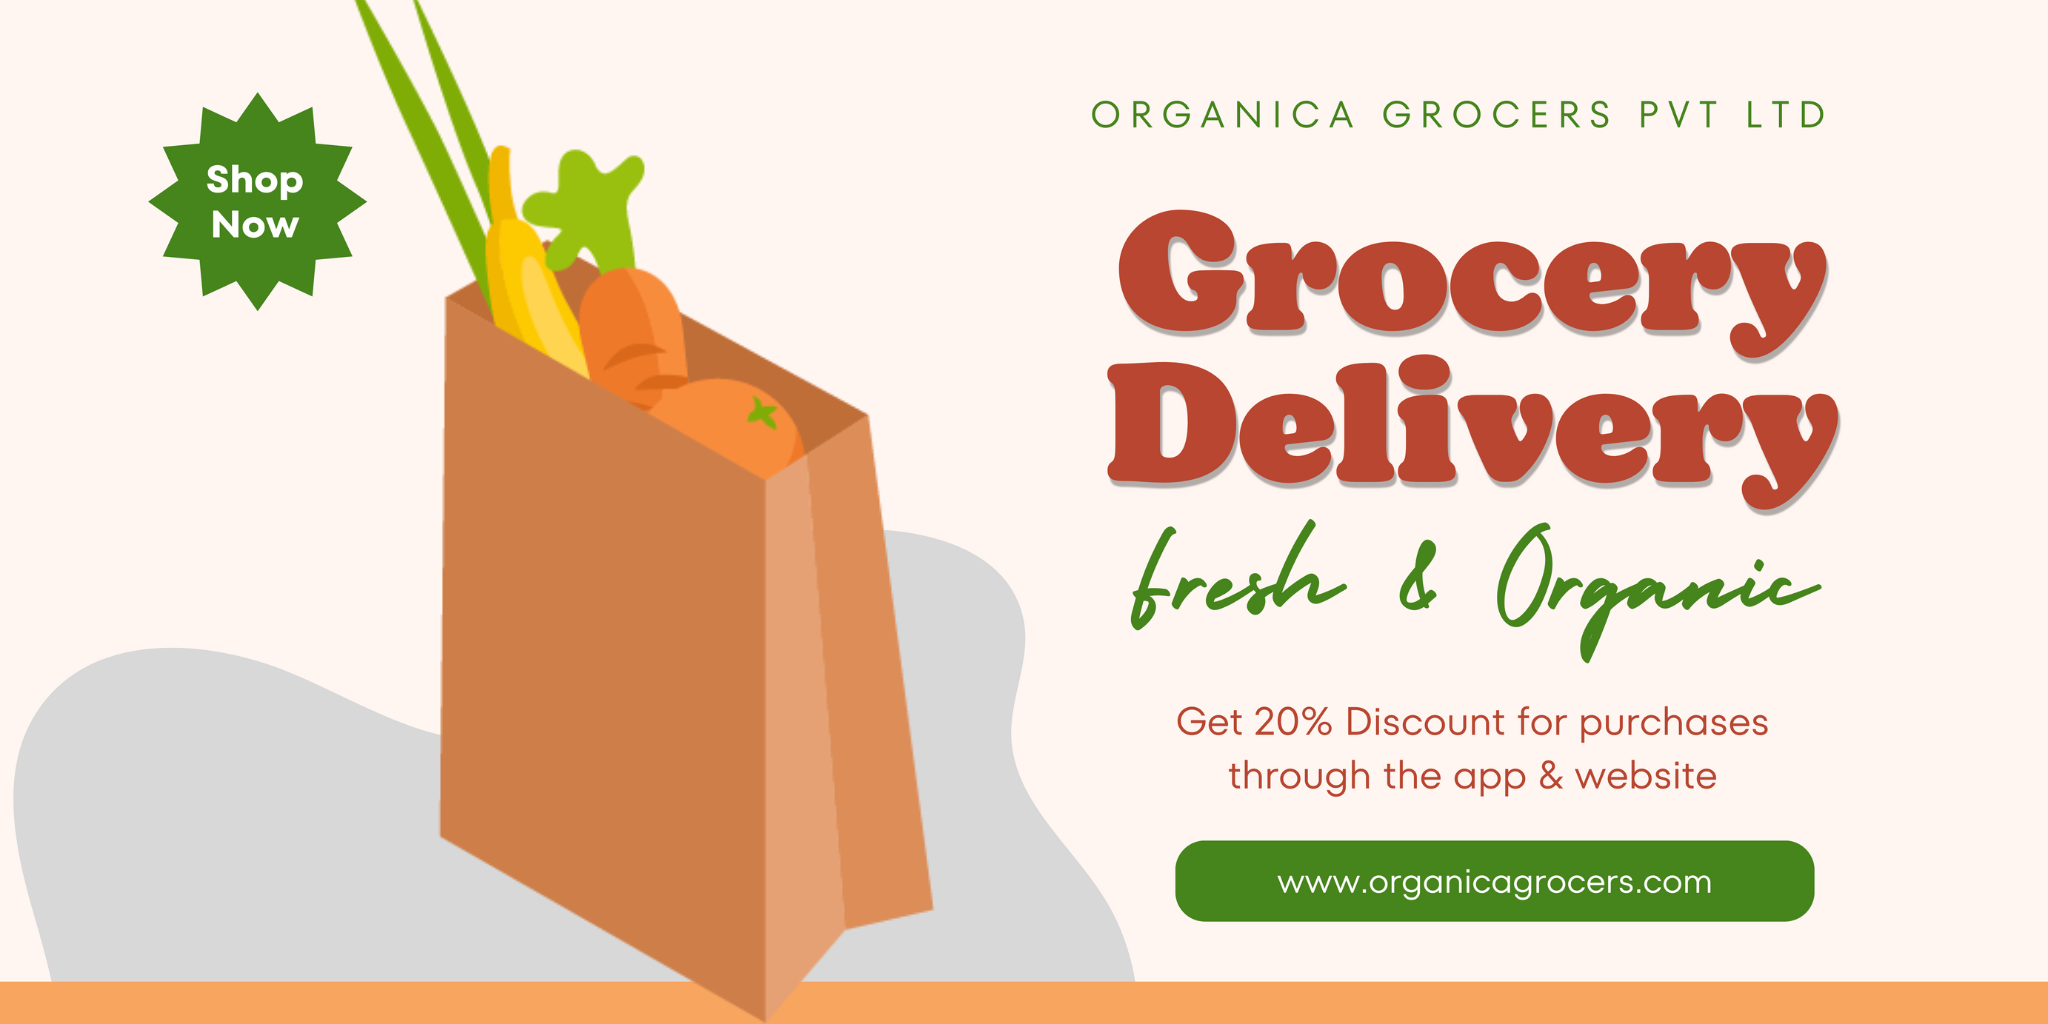 Shop
Now
ORGANICA GROCERS PVT LTD
Grocery
Delivery
fresh & Organic
Get 20% Discount for purchases
through the app & website
www.organicagrocers.com